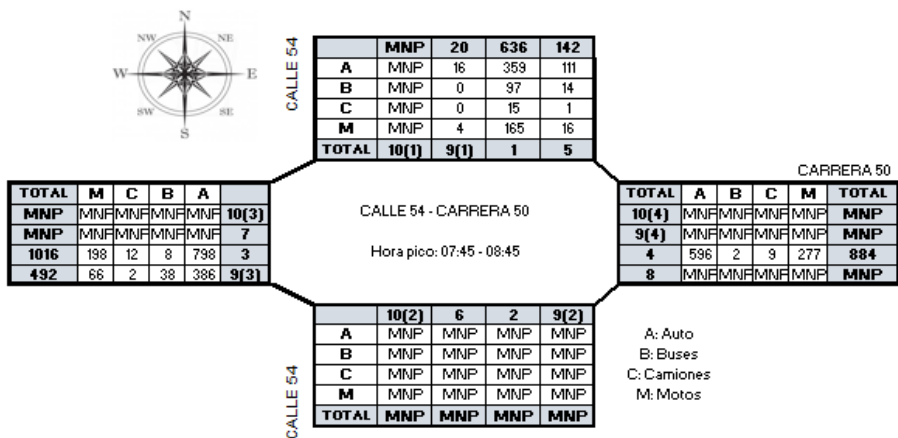 N
NW NE
W E
SW SE
S
CALLE 54
MNP 20 636 142
A MNP 16 359 111
B MNP 0 97 14
C MNP 0 15 1
M MNP 4 165 16
TOTAL 10(1) 9(1) 1 5
CARRERA 50
TOTAL M C B A
MNP MNP MNP MNP MNP 10(3)
MNP MNP MNP MNP MNP 7
1016 198 12 8 798 3
492 66 2 38 386 9(3)
CALLE 54 - CARRERA 50
Hora pico: 07:45 - 08:45
TOTAL A B C M TOTAL
10(4) MNP MNP MNP MNP MNP
9(4) MNP MNP MNP MNP MNP
4 596 2 9 277 884
8 MNP MNP MNP MNP MNP
CALLE 54
10(2) 6 2 9(2)
A MNP MNP MNP MNP
B MNP MNP MNP MNP
C MNP MNP MNP MNP
M MNP MNP MNP MNP
TOTAL MNP MNP MNP MNP
A: Auto
B: Buses
C: Camiones
M: Motos